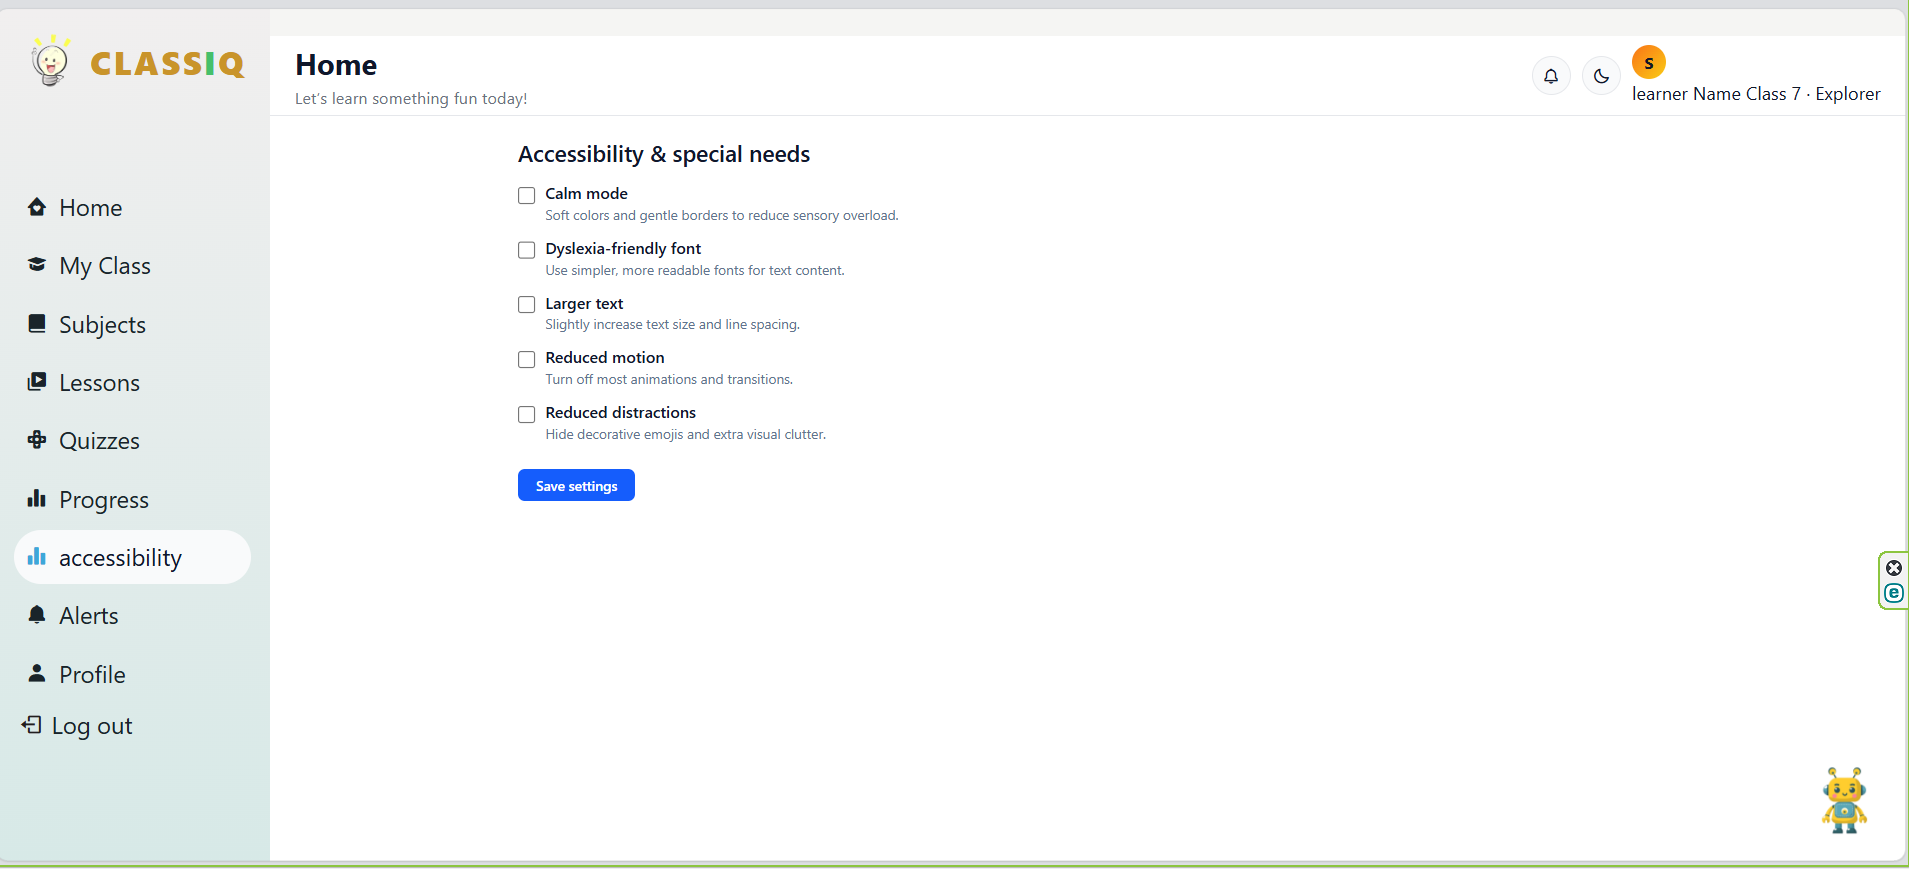 CLASSIQ
Home
Let's learn something fun today!
S
learner Name Class 7 · Explorer
Home
My Class
Subjects
Lessons
Quizzes
Progress
accessibility
Alerts
Profile
Log out
Accessibility & special needs
Calm mode
Soft colors and gentle borders to reduce sensory overload.
Dyslexia-friendly font
Use simpler, more readable fonts for text content.
Larger text
Slightly increase text size and line spacing.
Reduced motion
Turn off most animations and transitions.
Reduced distractions
Hide decorative emojis and extra visual clutter.
Save settings
e